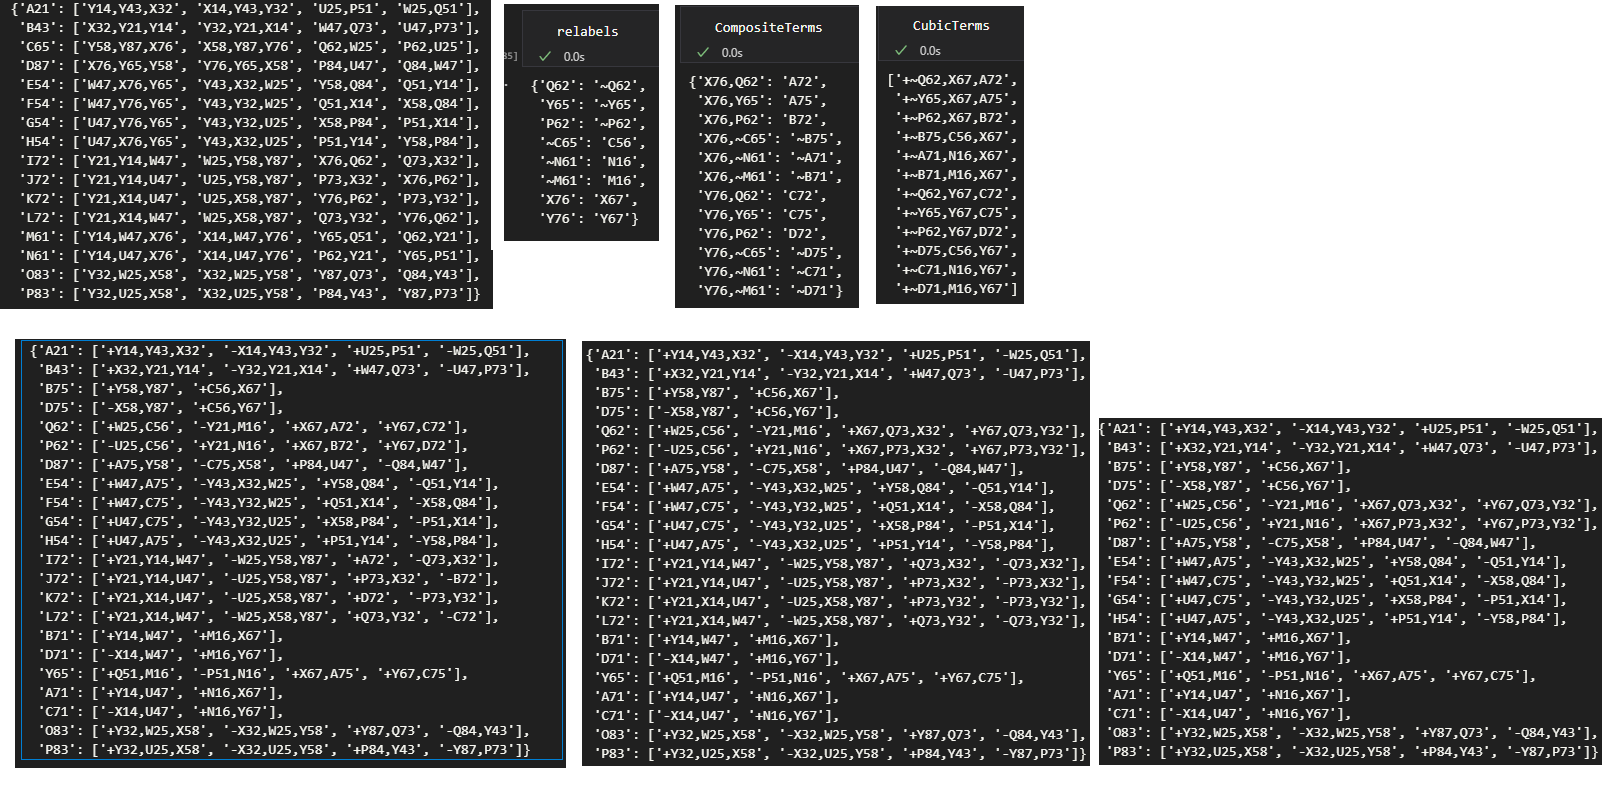 {'A21': ['Y14,Y43,X32', 'X14,Y43,Y32', 'U25,P51', 'W25,Q51'],
'B43': ['X32,Y21,Y14', 'Y32,Y21,X14', 'W47,Q73', 'U47,P73'],
'C65': ['Y58,Y87,X76', 'X58,Y87,Y76', 'Q62,W25', 'P62,U25'],
'D87': ['X76,Y65,Y58', 'Y76,Y65,X58', 'P84,U47', 'Q84,W47'],
'E54': ['W47,X76,Y65', 'Y43,X32,W25', 'Y58,Q84', 'Q51,Y14'],
'F54': ['W47,Y76,Y65', 'Y43,Y32,W25', 'Q51,X14', 'X58,Q84'],
'G54': ['U47,Y76,Y65', 'Y43,Y32,U25', 'X58,P84', 'P51,X14'],
'H54': ['U47,X76,Y65', 'Y43,X32,U25', 'P51,Y14', 'Y58,P84'],
'I72': ['Y21,Y14,W47', 'W25,Y58,Y87', 'X76,Q62', 'Q73,X32'],
'J72': ['Y21,Y14,U47', 'U25,Y58,Y87', 'P73,X32', 'X76,P62'],
'K72': ['Y21,X14,U47', 'U25,X58,Y87', 'Y76,P62', 'P73,Y32'],
'L72': ['Y21,X14,W47', 'W25,X58,Y87', 'Q73,Y32', 'Y76,Q62'],
'M61': ['Y14,W47,X76', 'X14,W47,Y76', 'Y65,Q51', 'Q62,Y21'],
'N61': ['Y14,U47,X76', 'X14,U47,Y76', 'P62,Y21', 'Y65,P51'],
'O83': ['Y32,W25,X58', 'X32,W25,Y58', 'Y87,Q73', 'Q84,Y43'],
'P83': ['Y32,U25,X58', 'X32,U25,Y58', 'P84,Y43', 'Y87,P73']}
relabels
✓ 0.0s
{'Q62': '~Q62',
'Y65': '~Y65',
'P62': '~P62',
'~C65': 'C56',
'~N61': 'N16',
'~M61': 'M16',
'X76': 'X67',
'Y76': 'Y67'}
CompositeTerms
✓ 0.0s
{'X76,Q62': 'A72',
'X76,Y65': 'A75',
'X76,P62': 'B72',
'X76,~C65': '~B75',
'X76,~N61': '~A71',
'X76,~M61': '~B71',
'Y76,Q62': 'C72',
'Y76,Y65': 'C75',
'Y76,P62': 'D72',
'Y76,~C65': '~D75',
'Y76,~N61': '~C71',
'Y76,~M61': '~D71'}
CubicTerms
✓ 0.0s
['+~Q62,X67,A72',
'+~Y65,X67,A75',
'+~P62,X67,B72',
'+~B75,C56,X67',
'+~A71,N16,X67',
'+~B71,M16,X67',
'+~Q62,Y67,C72',
'+~Y65,Y67,C75',
'+~P62,Y67,D72',
'+~D75,C56,Y67',
'+~C71,N16,Y67',
'+~D71,M16,Y67']
{'A21': ['+Y14,Y43,X32', '-X14,Y43,Y32', '+U25,P51', '-W25,Q51'],
'B43': ['+X32,Y21,Y14', '-Y32,Y21,X14', '+W47,Q73', '-U47,P73'],
'B75': ['+Y58,Y87', '+C56,X67'],
'D75': ['-X58,Y87', '+C56,Y67'],
'Q62': ['+W25,C56', '-Y21,M16', '+X67,A72', '+Y67,C72'],
'P62': ['-U25,C56', '+Y21,N16', '+X67,B72', '+Y67,D72'],
'D87': ['+A75,Y58', '-C75,X58', '+P84,U47', '-Q84,W47'],
'E54': ['+W47,A75', '-Y43,X32,W25', '+Y58,Q84', '-Q51,Y14'],
'F54': ['+W47,C75', '-Y43,Y32,W25', '+Q51,X14', '-X58,Q84'],
'G54': ['+U47,C75', '-Y43,Y32,U25', '+X58,P84', '-P51,X14'],
'H54': ['+U47,A75', '-Y43,X32,U25', '+P51,Y14', '-Y58,P84'],
'I72': ['+Y21,Y14,W47', '-W25,Y58,Y87', '+A72', '-Q73,X32'],
'J72': ['+Y21,Y14,U47', '-U25,Y58,Y87', '+P73,X32', '-B72'],
'K72': ['+Y21,X14,U47', '-U25,X58,Y87', '+D72', '-P73,Y32'],
'L72': ['+Y21,X14,W47', '-W25,X58,Y87', '+Q73,Y32', '-C72'],
'B71': ['+Y14,W47', '+M16,X67'],
'D71': ['-X14,W47', '+M16,Y67'],
'Y65': ['+Q51,M16', '-P51,N16', '+X67,A75', '+Y67,C75'],
'A71': ['+Y14,U47', '+N16,X67'],
'C71': ['-X14,U47', '+N16,Y67'],
'O83': ['+Y32,W25,X58', '-X32,W25,Y58', '+Y87,Q73', '-Q84,Y43'],
'P83': ['+Y32,U25,X58', '-X32,U25,Y58', '+P84,Y43', '-Y87,P73']}
{'A21': ['+Y14,Y43,X32', '-X14,Y43,Y32', '+U25,P51', '-W25,Q51'],
'B43': ['+X32,Y21,Y14', '-Y32,Y21,X14', '+W47,Q73', '-U47,P73'],
'B75': ['+Y58,Y87', '+C56,X67'],
'D75': ['-X58,Y87', '+C56,Y67'],
'Q62': ['+W25,C56', '-Y21,M16', '+X67,Q73,X32', '+Y67,Q73,Y32'],
'P62': ['-U25,C56', '+Y21,N16', '+X67,P73,X32', '+Y67,P73,Y32'],
'D87': ['+A75,Y58', '-C75,X58', '+P84,U47', '-Q84,W47'],
'E54': ['+W47,A75', '-Y43,X32,W25', '+Y58,Q84', '-Q51,Y14'],
'F54': ['+W47,C75', '-Y43,Y32,W25', '+Q51,X14', '-X58,Q84'],
'G54': ['+U47,C75', '-Y43,Y32,U25', '+X58,P84', '-P51,X14'],
'H54': ['+U47,A75', '-Y43,X32,U25', '+P51,Y14', '-Y58,P84'],
'I72': ['+Y21,Y14,W47', '-W25,Y58,Y87', '+Q73,X32', '-Q73,X32'],
'J72': ['+Y21,Y14,U47', '-U25,Y58,Y87', '+P73,X32', '-P73,X32'],
'K72': ['+Y21,X14,U47', '-U25,X58,Y87', '+P73,Y32', '-P73,Y32'],
'L72': ['+Y21,X14,W47', '-W25,X58,Y87', '+Q73,Y32', '-Q73,Y32'],
'B71': ['+Y14,W47', '+M16,X67'],
'D71': ['-X14,W47', '+M16,Y67'],
'Y65': ['+Q51,M16', '-P51,N16', '+X67,A75', '+Y67,C75'],
'A71': ['+Y14,U47', '+N16,X67'],
'C71': ['-X14,U47', '+N16,Y67'],
'O83': ['+Y32,W25,X58', '-X32,W25,Y58', '+Y87,Q73', '-Q84,Y43'],
'P83': ['+Y32,U25,X58', '-X32,U25,Y58', '+P84,Y43', '-Y87,P73']}
{'A21': ['+Y14,Y43,X32', '-X14,Y43,Y32', '+U25,P51', '-W25,Q51'],
'B43': ['+X32,Y21,Y14', '-Y32,Y21,X14', '+W47,Q73', '-U47,P73'],
'B75': ['+Y58,Y87', '+C56,X67'],
'D75': ['-X58,Y87', '+C56,Y67'],
'Q62': ['+W25,C56', '-Y21,M16', '+X67,Q73,X32', '+Y67,Q73,Y32'],
'P62': ['-U25,C56', '+Y21,N16', '+X67,P73,X32', '+Y67,P73,Y32'],
'D87': ['+A75,Y58', '-C75,X58', '+P84,U47', '-Q84,W47'],
'E54': ['+W47,A75', '-Y43,X32,W25', '+Y58,Q84', '-Q51,Y14'],
'F54': ['+W47,C75', '-Y43,Y32,W25', '+Q51,X14', '-X58,Q84'],
'G54': ['+U47,C75', '-Y43,Y32,U25', '+X58,P84', '-P51,X14'],
'H54': ['+U47,A75', '-Y43,X32,U25', '+P51,Y14', '-Y58,P84'],
'B71': ['+Y14,W47', '+M16,X67'],
'D71': ['-X14,W47', '+M16,Y67'],
'Y65': ['+Q51,M16', '-P51,N16', '+X67,A75', '+Y67,C75'],
'A71': ['+Y14,U47', '+N16,X67'],
'C71': ['-X14,U47', '+N16,Y67'],
'O83': ['+Y32,W25,X58', '-X32,W25,Y58', '+Y87,Q73', '-Q84,Y43'],
'P83': ['+Y32,U25,X58', '-X32,U25,Y58', '+P84,Y43', '-Y87,P73']}